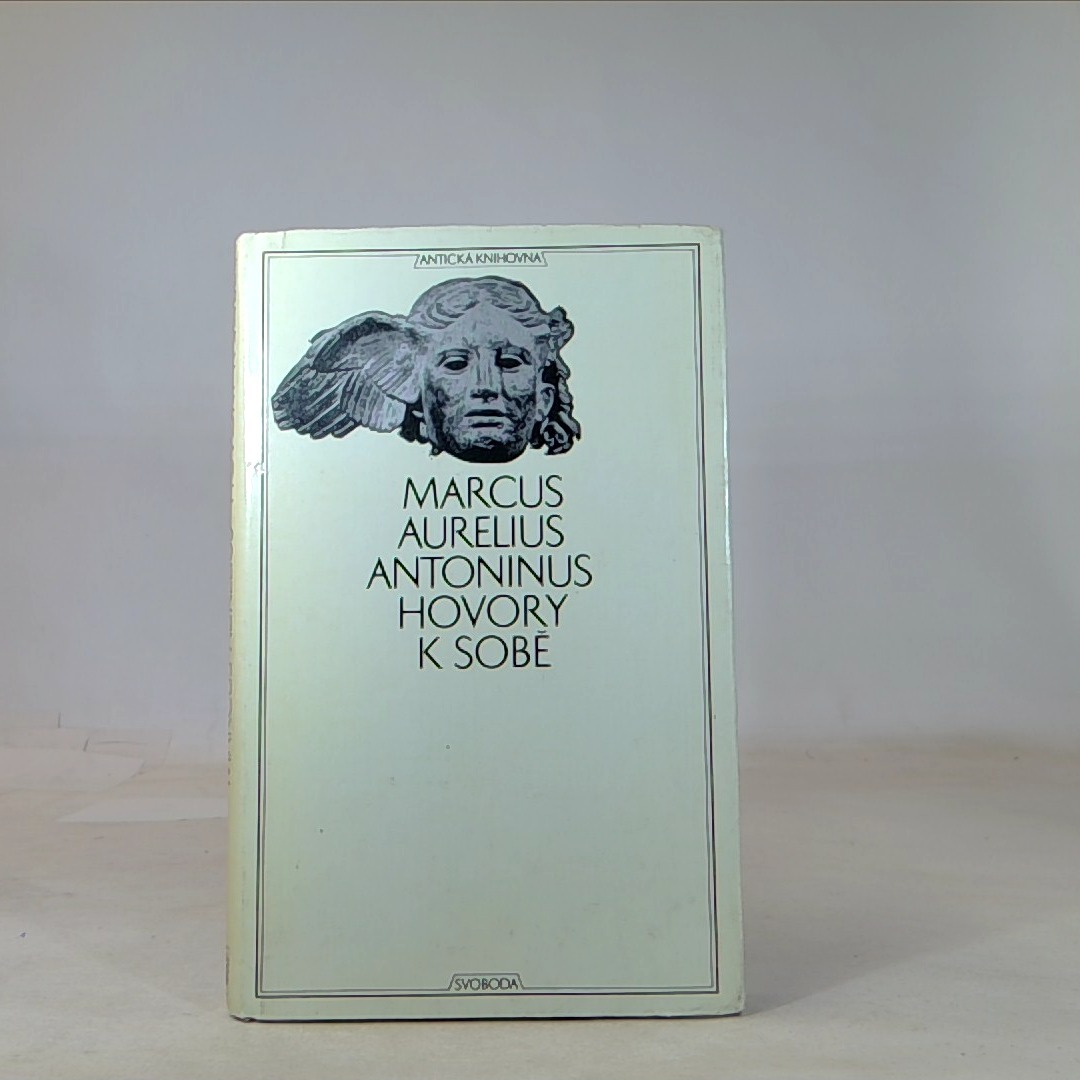 ANTICKÁ KNIHOVNA
MARCUS
AURELIUS
ANTONINUS
HOVORY
K SOBĚ
SVOBODA